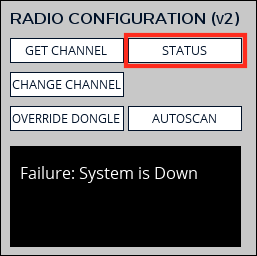 RADIO CONFIGURATION (v2)
GET CHANNEL STATUS
CHANGE CHANNEL
OVERRIDE DONGLE AUTOSCAN
Failure: System is Down